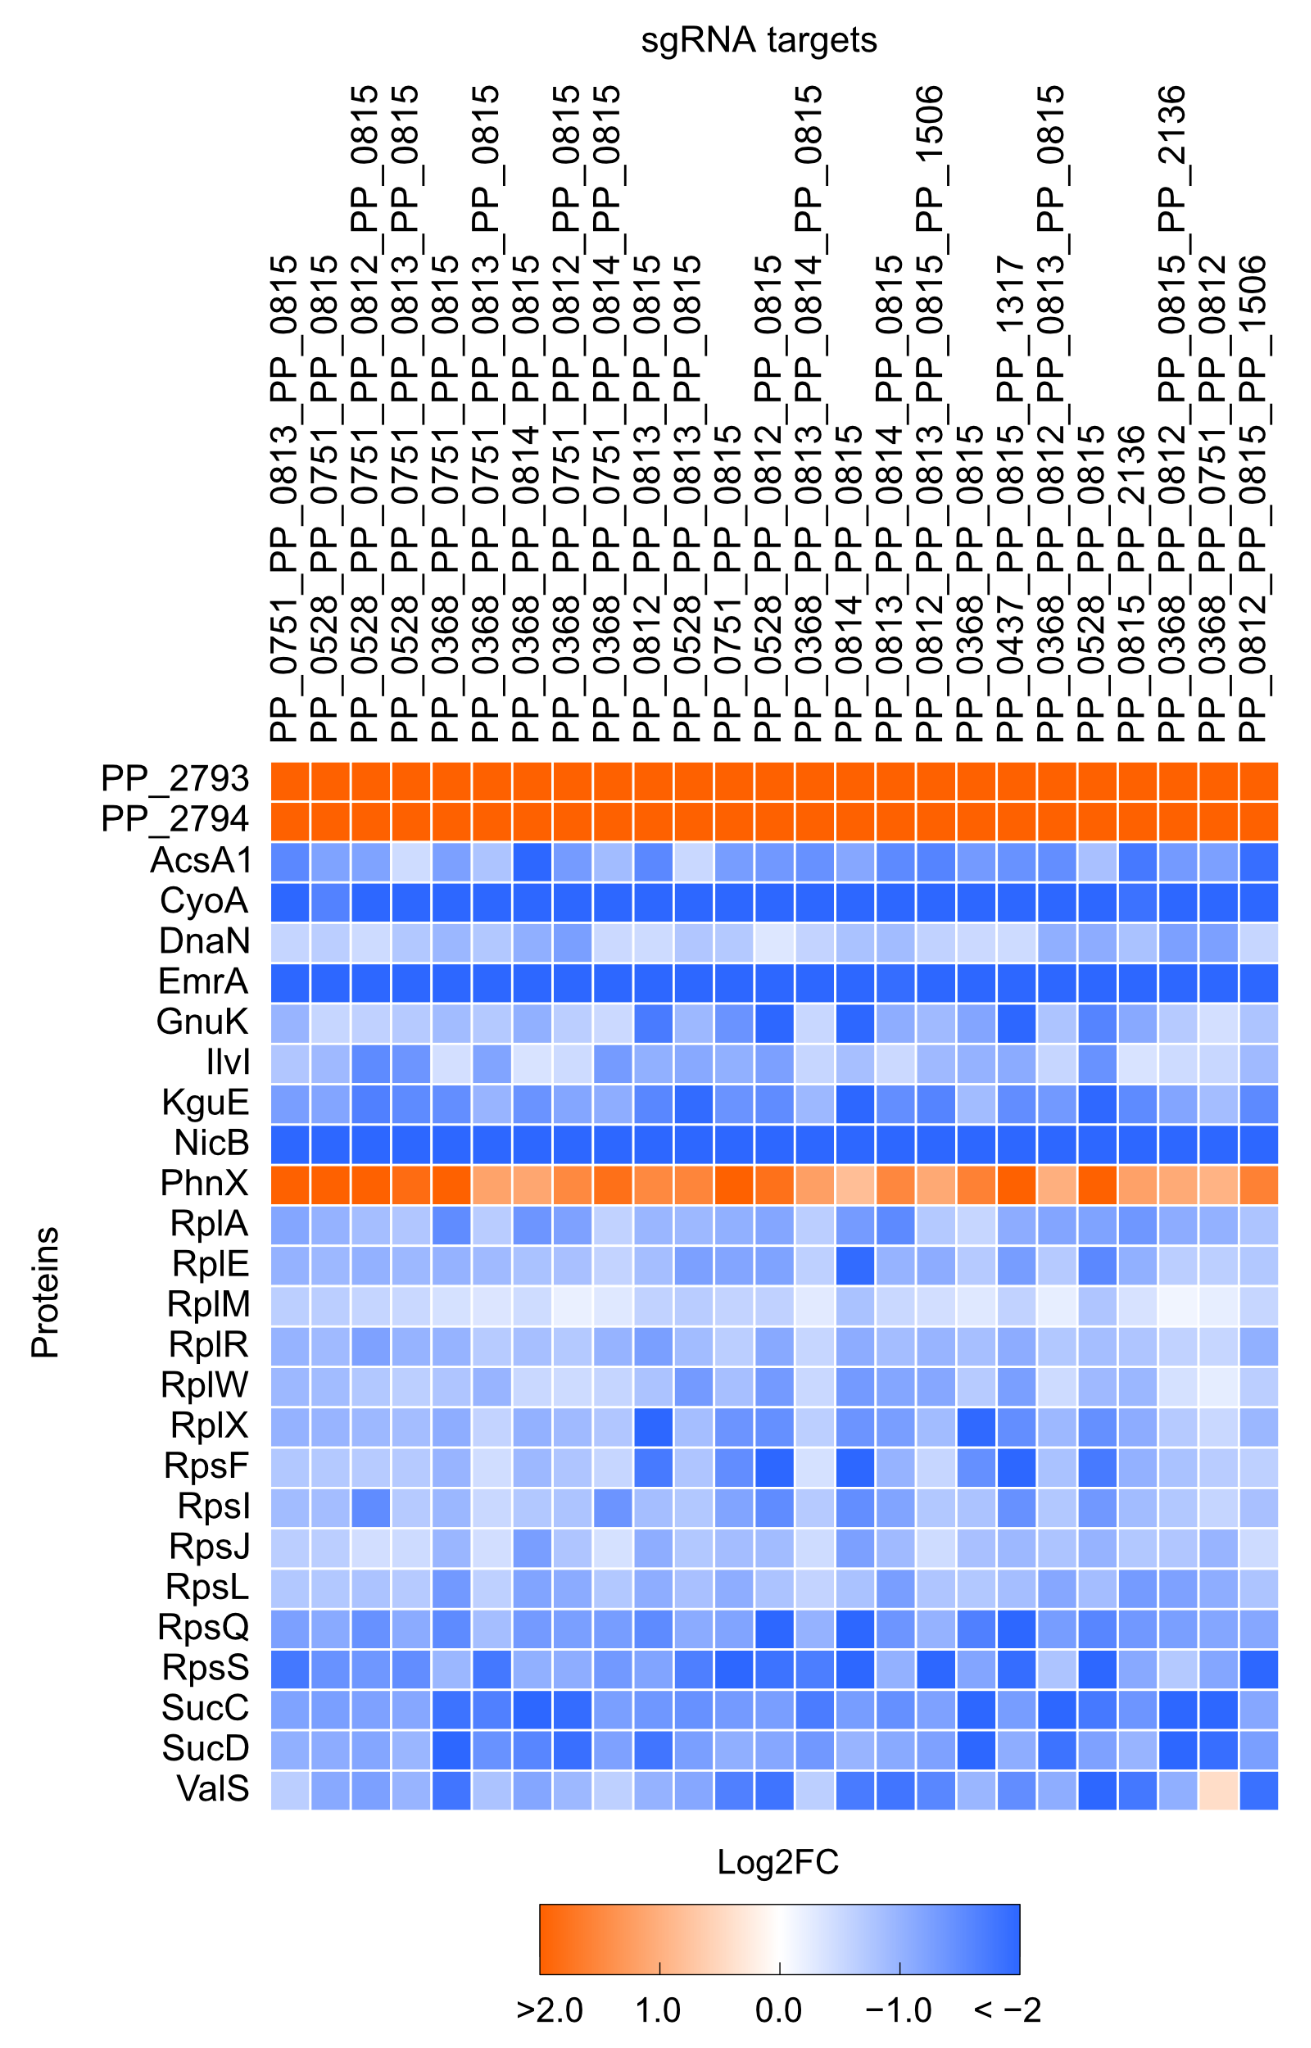 sgRNA targets
PP_0751_PP_0813_PP_0815
PP_0528_PP_0751_PP_0815
PP_0528_PP_0751_PP_0812_PP_0815
PP_0528_PP_0751_PP_0813_PP_0815
PP_0368_PP_0751_PP_0815
PP_0368_PP_0751_PP_0813_PP_0815
PP_0368_PP_0814_PP_0815
PP_0368_PP_0751_PP_0812_PP_0815
PP_0368_PP_0751_PP_0814_PP_0815
PP_0812_PP_0813_PP_0815
PP_0528_PP_0813_PP_0815
PP_0751_PP_0815
PP_0528_PP_0812_PP_0815
PP_0368_PP_0813_PP_0814_PP_0815
PP_0814_PP_0815
PP_0813_PP_0814_PP_0815
PP_0812_PP_0813_PP_0815_PP_1506
PP_0368_PP_0815
PP_0437_PP_0815_PP_1317
PP_0368_PP_0812_PP_0813_PP_0815
PP_0528_PP_0815
PP_0815_PP_2136
PP_0368_PP_0812_PP_0815_PP_2136
PP_0368_PP_0751_PP_0812
PP_0812_PP_0815_PP_1506
Proteins
PP_2793
PP_2794
AcsA1
CyoA
DnaN
EmrA
GnuK
IlvI
KguE
NicB
PhnX
RplA
RplE
RplM
RplR
RplW
RplX
RpsF
RpsI
RpsJ
RpsL
RpsQ
RpsS
SucC
SucD
ValS
Log2FC
>2.0 1.0 0.0 −1.0 < −2